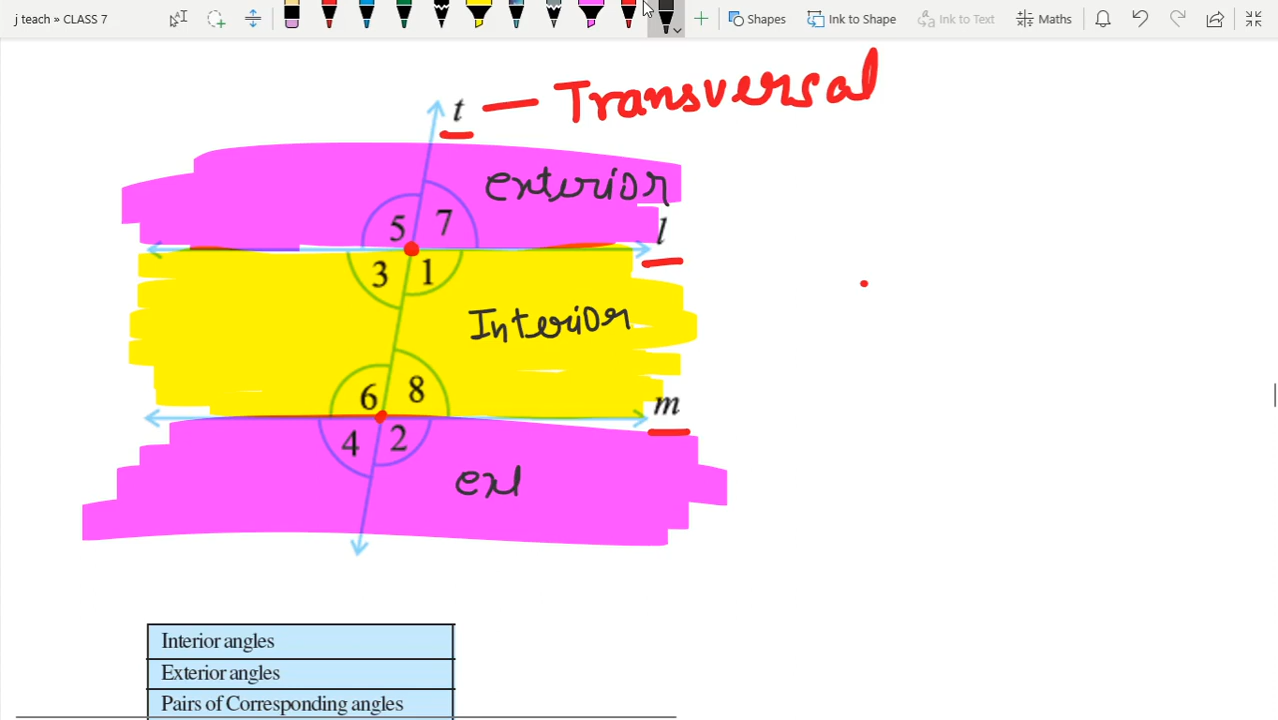 j teach » CLASS 7
Shapes
Ink to Shape
Ink to Text
Maths
t — Transversal
exterior
5 7
l
3 1
Interior
6 8
m
4 2
ext
Interior angles
Exterior angles
Pairs of Corresponding angles